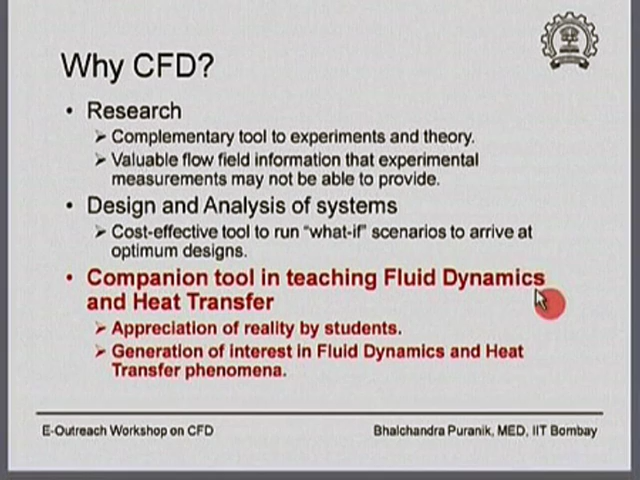 Why CFD?
• Research
➢ Complementary tool to experiments and theory.
➢ Valuable flow field information that experimental
measurements may not be able to provide.
• Design and Analysis of systems
➢ Cost-effective tool to run "what-if" scenarios to arrive at
optimum designs.
• Companion tool in teaching Fluid Dynamics
and Heat Transfer
➢ Appreciation of reality by students.
➢ Generation of interest in Fluid Dynamics and Heat
Transfer phenomena.
E-Outreach Workshop on CFD
Bhalchandra Puranik, MED, IIT Bombay